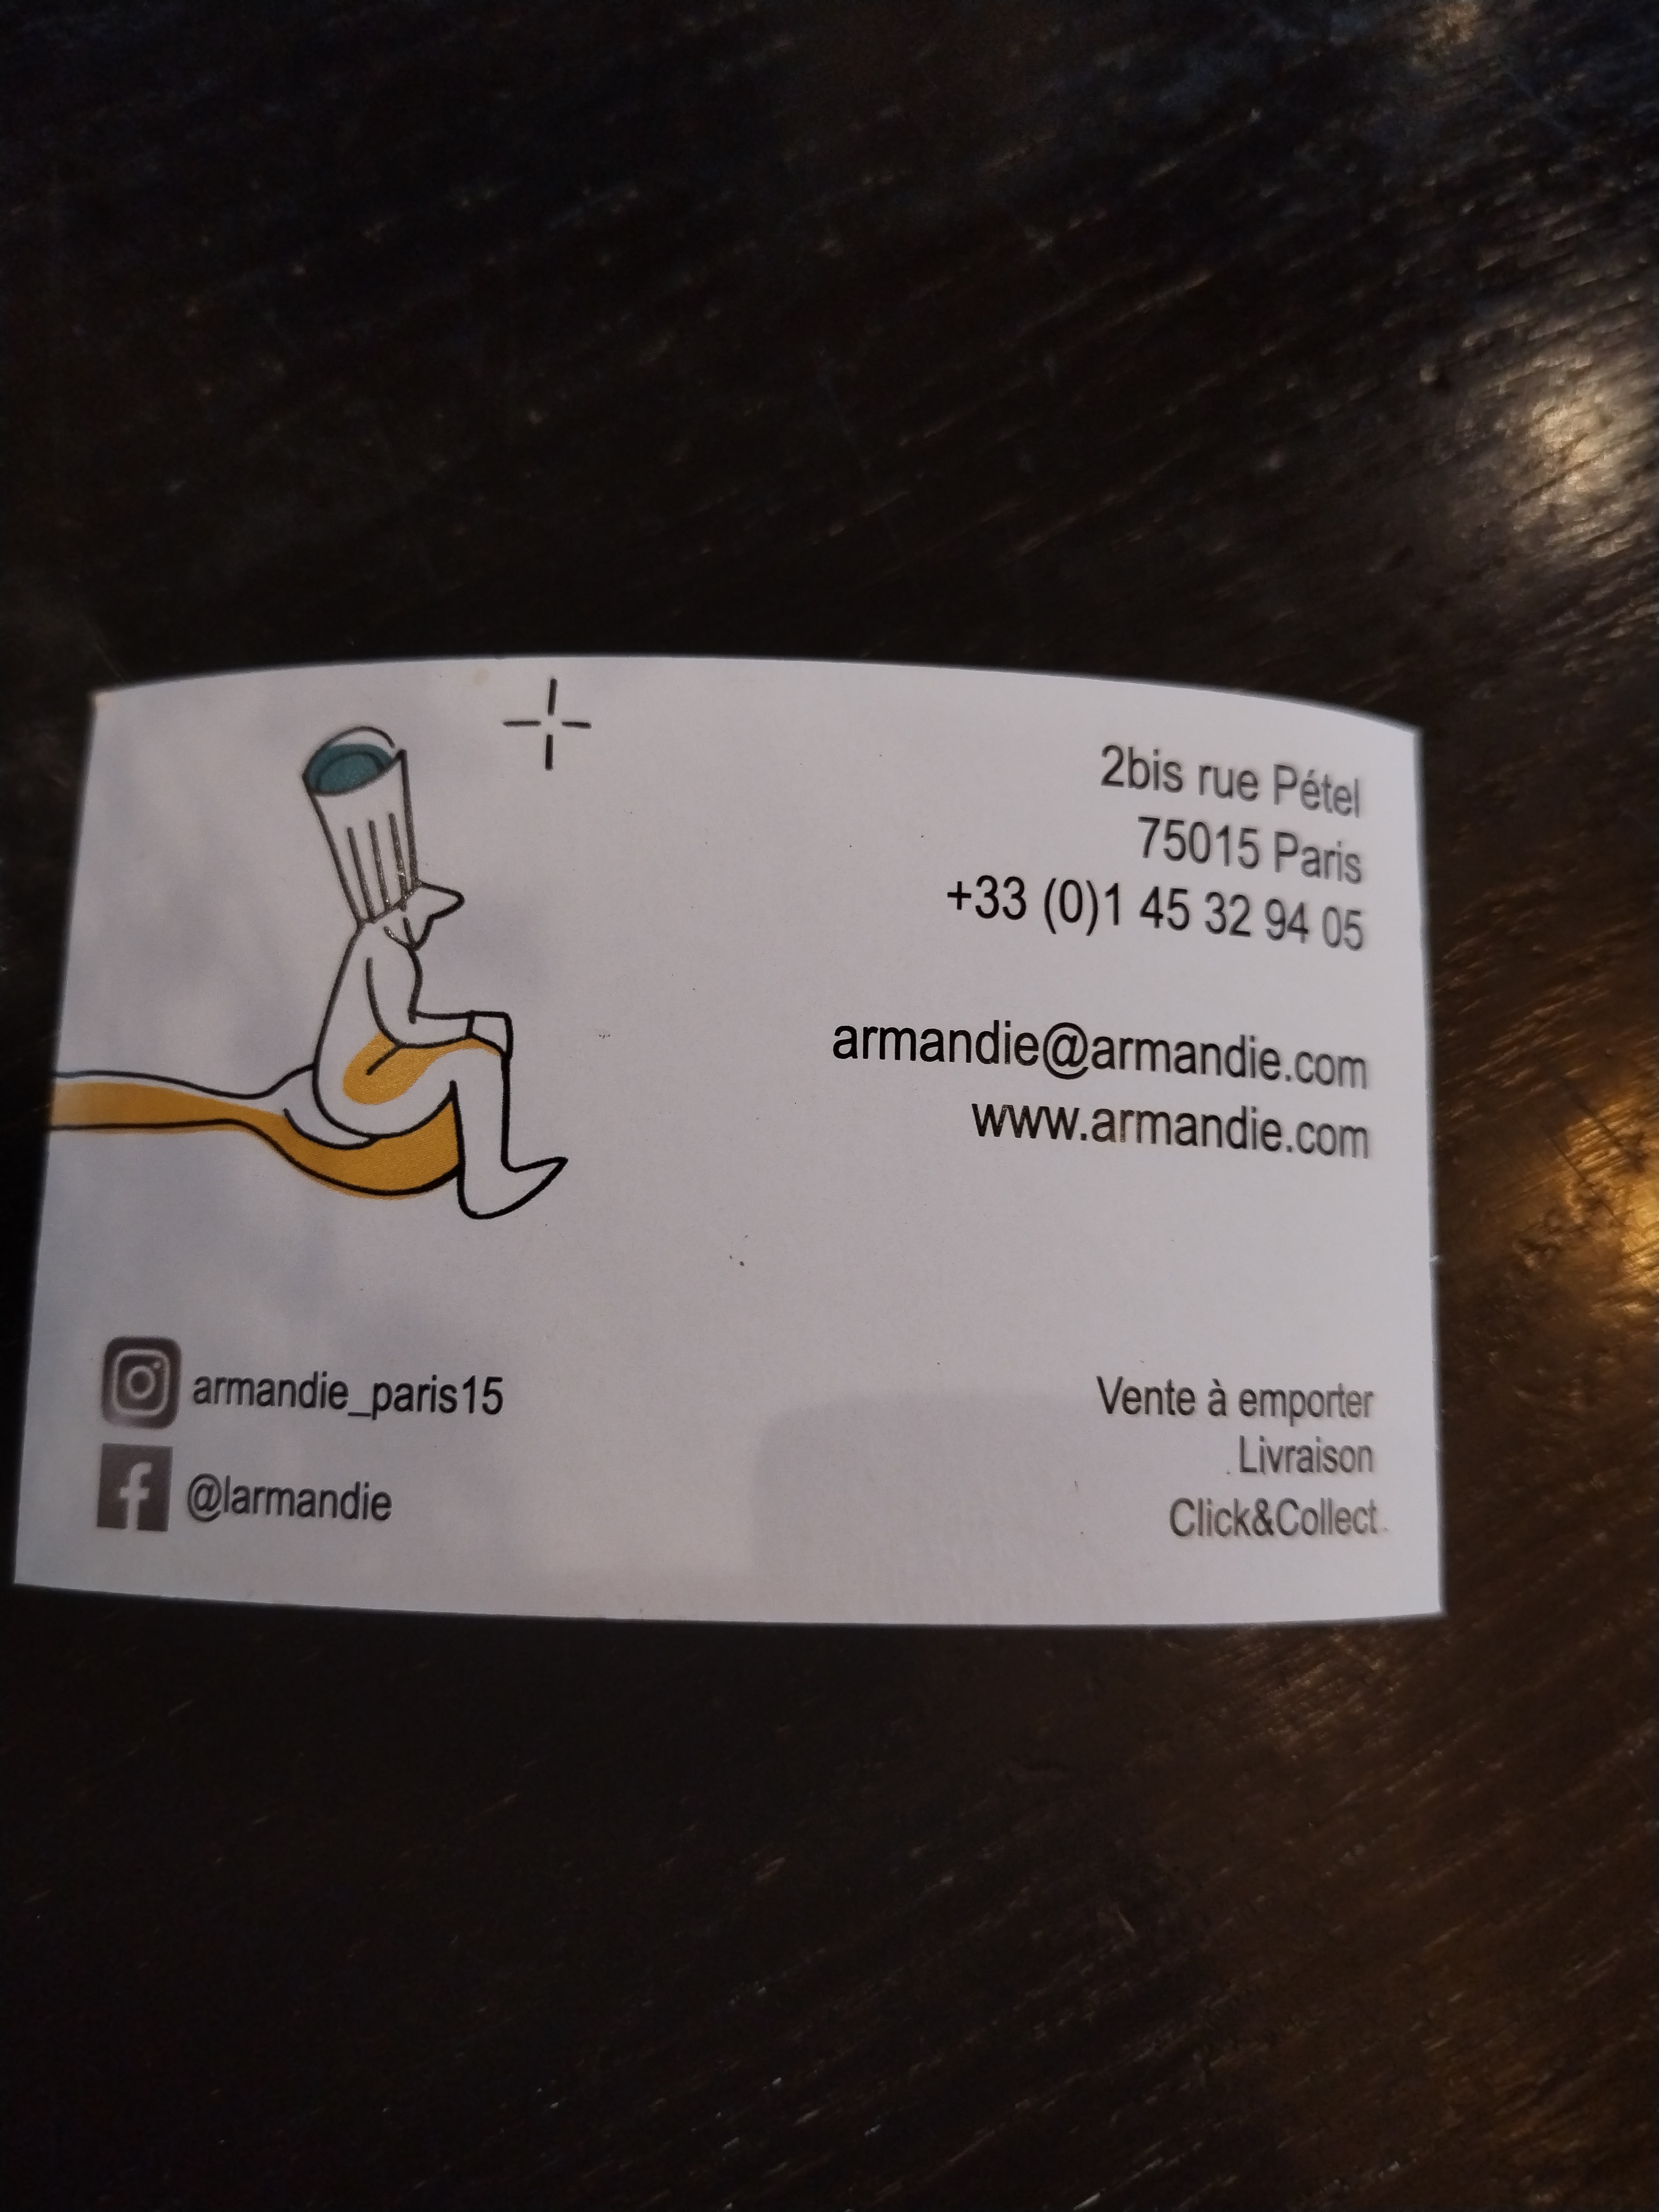 2bis rue Pétel
75015 Paris
+33 (0)1 45 32 94 05
armandie@armandie.com
www.armandie.com
armandie_paris15
@larmandie
Vente à emporter
Livraison
Click&Collect